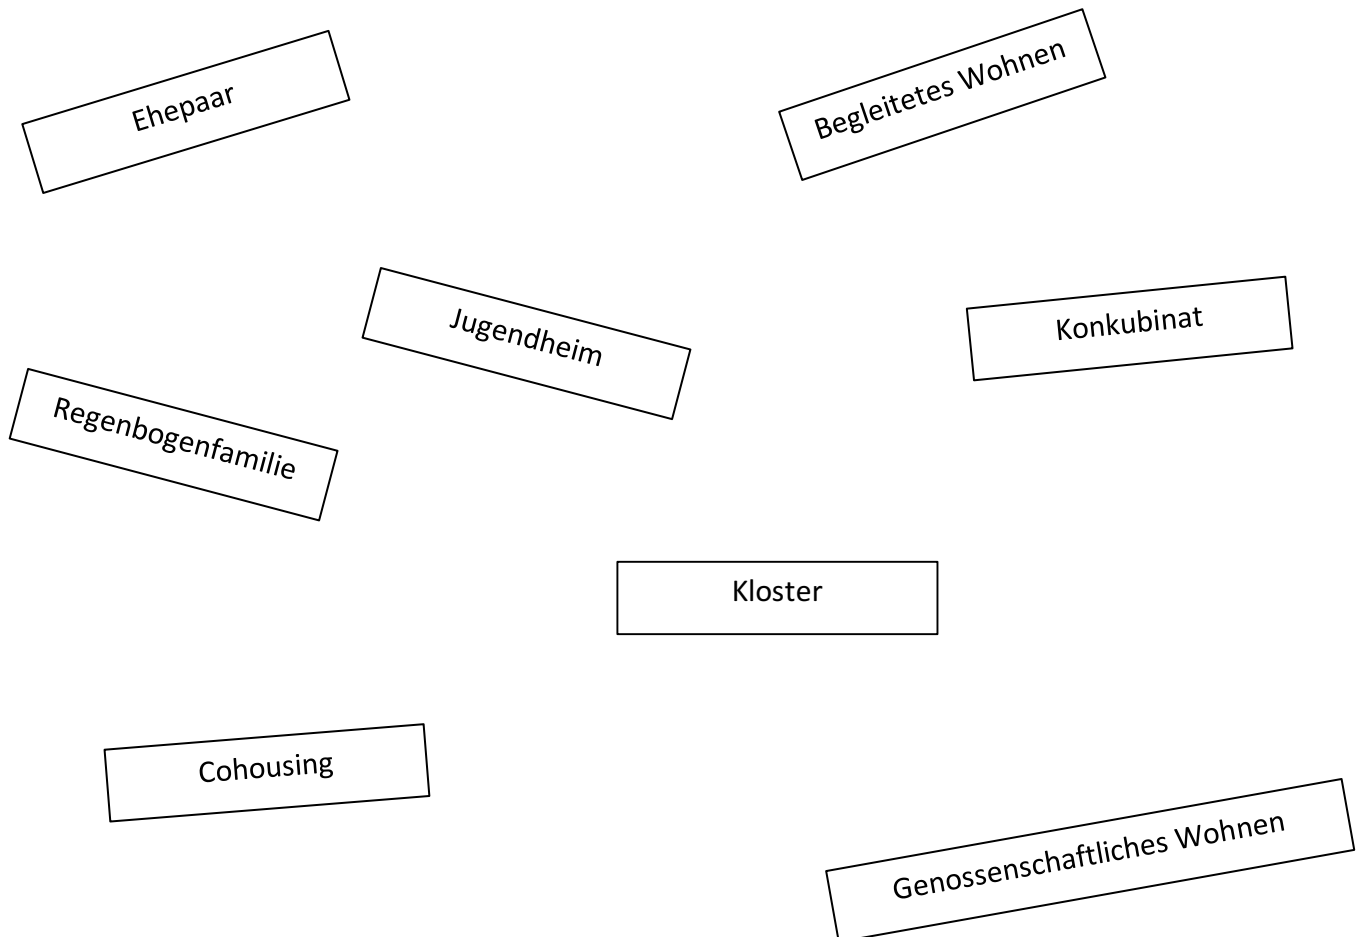 Ehepaar
Begleitetes Wohnen
Jugendheim
Konkubinat
Regenbogenfamilie
Kloster
Cohousing
Genossenschaftliches Wohnen